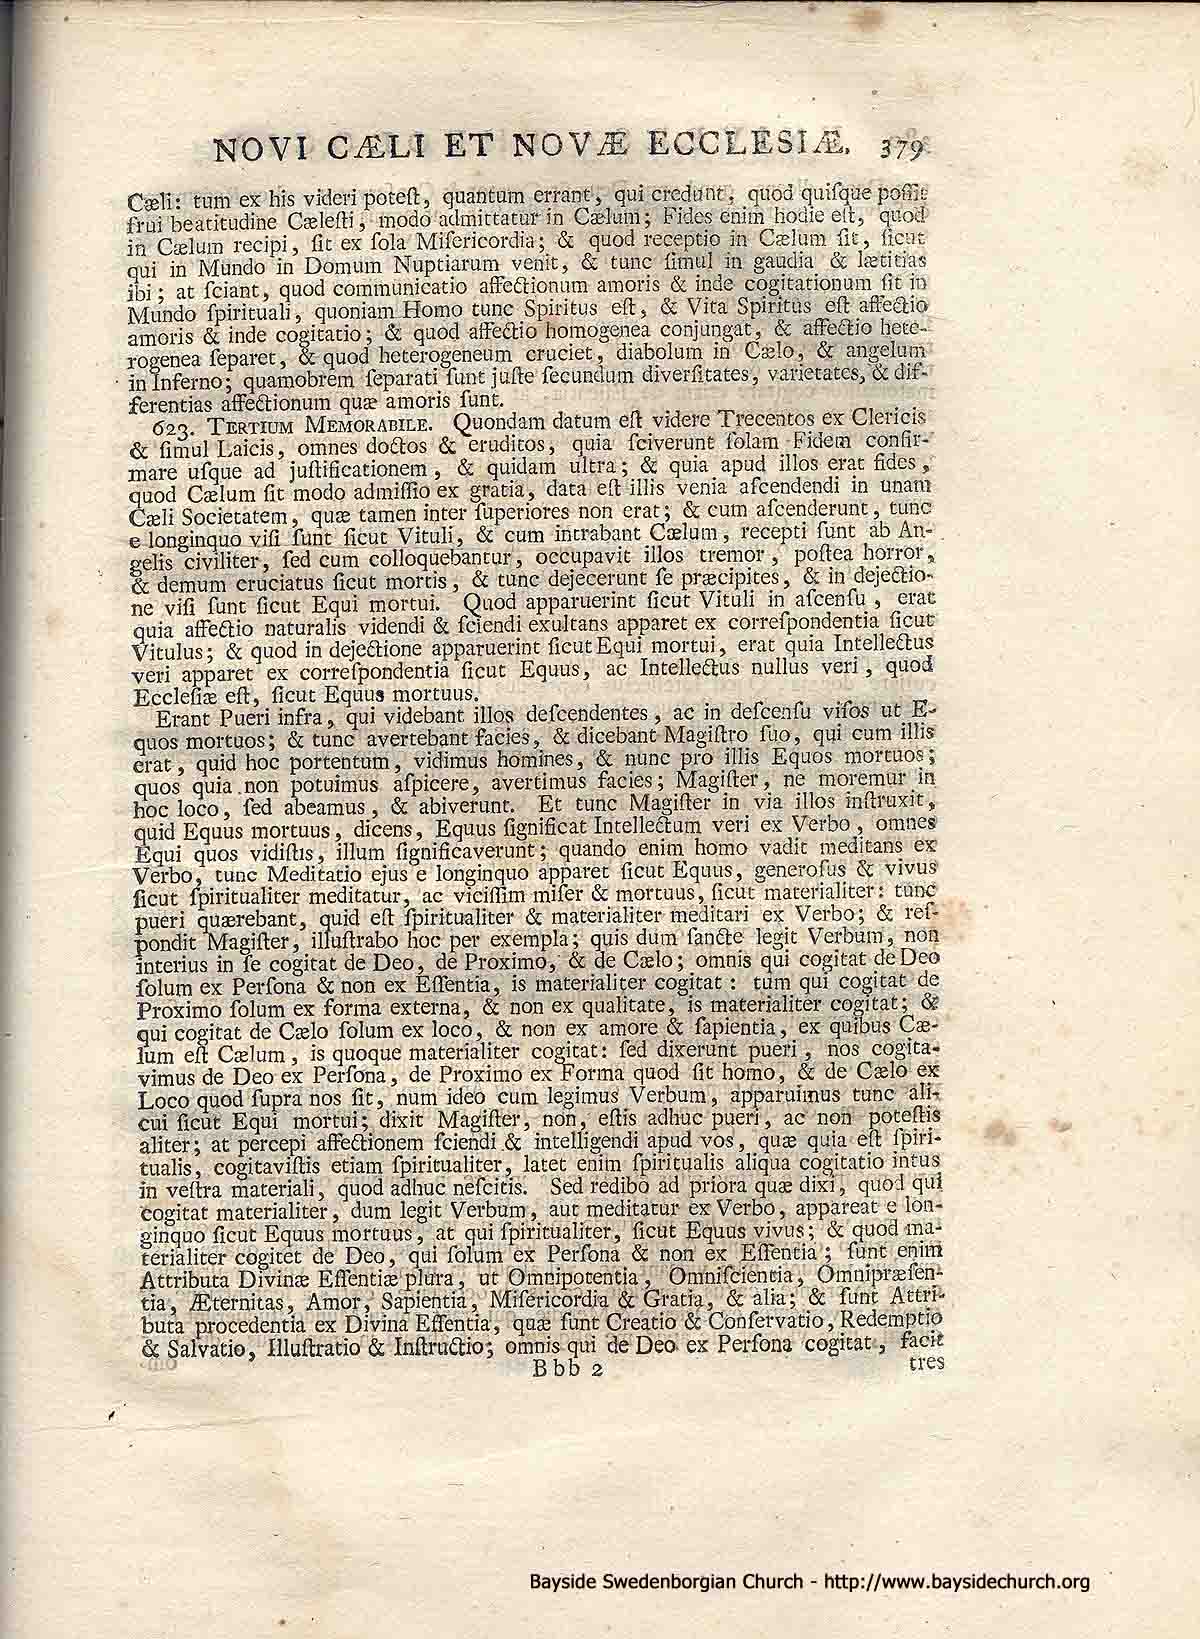 NOVI CÆLI ET NOVÆ ECCLESIÆ. 379
Cæli: tum ex his videri poteſt, quantum errant, qui credunt, quod quiſque poſſit
frui beatitudine Cæleſti, modo admittatur in Cælum; Fides enim hodie eſt, quod
in Cælum recipi, ſit ex ſola Miſericordia; & quod receptio in Cælum ſit, ſicut
qui in Mundo in Domum Nuptiarum venit, & tunc ſimul in gaudia & lætitias
ibi; at ſciant, quod communicatio affectionum amoris & inde cogitationum ſit in
Mundo ſpirituali, quoniam Homo tunc Spiritus eſt, & Vita Spiritus eſt affectio
amoris & inde cogitatio; & quod affectio homogenea conjungat, & affectio hete-
rogenea ſeparet, & quod heterogeneum cruciet, diabolum in Cælo, & angelum
in Inferno; quamobrem ſeparati ſunt juſte ſecundum diverſitates, varietates, & dif-
ferentias affectionum quæ amoris ſunt.
623. TERTIUM MEMORABILE. Quondam datum eſt videre Trecentos ex Clericis
& ſimul Laicis, omnes doctos & eruditos, quia ſciverunt ſolam Fidem confir-
mare uſque ad juſtificationem, & quidam ultra; & quia apud illos erat fides,
quod Cælum ſit modo admiſſio ex gratia, data eſt illis venia aſcendendi in unam
Cæli Societatem, quæ tamen inter ſuperiores non erat; & cum aſcenderunt, tunc
e longinquo viſi ſunt ſicut Vituli, & cum intrabant Cælum, recepti ſunt ab An-
gelis civiliter, ſed cum colloquebantur, occupavit illos tremor, poſtea horror,
& demum cruciatus ſicut mortis, & tunc dejecerunt ſe præcipites, & in dejectio-
ne viſi ſunt ſicut Equi mortui. Quod apparuerint ſicut Vituli in aſcenſu, erat
quia affectio naturalis videndi & ſciendi exultans apparet ex correſpondentia ſicut
Vitulus; & quod in dejectione apparuerint ſicut Equi mortui, erat quia Intellectus
veri apparet ex correſpondentia ſicut Equus, ac Intellectus nullus veri, quod
Eccleſiæ eſt, ſicut Equus mortuus.
Erant Pueri infra, qui videbant illos deſcendentes, ac in deſcenſu viſos ut E-
quos mortuos; & tunc avertebant facies, & dicebant Magiſtro ſuo, qui cum illis
erat, quid hoc portentum, vidimus homines, & nunc pro illis Equos mortuos;
quos quia non potuimus aſpicere, avertimus facies; Magiſter, ne moremur in
hoc loco, ſed abeamus, & abiverunt. Et tunc Magiſter in via illos inſtruxit,
quid Equus mortuus, dicens, Equus ſignificat Intellectum veri ex Verbo, omnes
Equi quos vidiſtis, illum ſignificaverunt; quando enim homo vadit meditans ex
Verbo, tunc Meditatio ejus e longinquo apparet ſicut Equus, generoſus & vivus
ſicut ſpiritualiter meditatur, ac viciſſim miſer & mortuus, ſicut materialiter: tunc
pueri quærebant, quid eſt ſpiritualiter & materialiter meditari ex Verbo; & reſ-
pondit Magiſter, illuſtrabo hoc per exempla; quis dum ſancte legit Verbum, non
interius in ſe cogitat de Deo, de Proximo, & de Cælo; omnis qui cogitat de Deo
ſolum ex Perſona & non ex Eſſentia, is materialiter cogitat: tum qui cogitat de
Proximo ſolum ex forma externa, & non ex qualitate, is materialiter cogitat; &
qui cogitat de Cælo ſolum ex loco, & non ex amore & ſapientia, ex quibus Cæ-
lum eſt Cælum, is quoque materialiter cogitat: ſed dixerunt pueri, nos cogita-
vimus de Deo ex Perſona, de Proximo ex Forma quod ſit homo, & de Cælo ex
Loco quod ſupra nos ſit, num ideo cum legimus Verbum, apparuimus tunc ali-
cui ſicut Equi mortui; dixit Magiſter, non, eſtis adhuc pueri, ac non poteſtis
aliter; at percepi affectionem ſciendi & intelligendi apud vos, quæ quia eſt ſpiri-
tualis, cogitaviſtis etiam ſpiritualiter, latet enim ſpiritualis aliqua cogitatio intus
in veſtra materiali, quod adhuc neſcitis. Sed redibo ad priora quæ dixi, quod qui
cogitat materialiter, dum legit Verbum, aut meditatur ex Verbo, appareat e lon-
ginquo ſicut Equus mortuus, at qui ſpiritualiter, ſicut Equus vivus; & quod ma-
terialiter cogitet de Deo, qui ſolum ex Perſona & non ex Eſſentia; ſunt enim
Attributa Divinæ Eſſentiæ plura, ut Omnipotentia, Omniſcientia, Omnipræſen-
tia, Æternitas, Amor, Sapientia, Miſericordia & Gratia, & alia; & ſunt Attri-
buta procedentia ex Divina Eſſentia, quæ ſunt Creatio & Conſervatio, Redemptio
& Salvatio, Illuſtratio & Inſtructio; omnis qui de Deo ex Perſona cogitat, facit
Bbb 2 tres
Bayside Swedenborgian Church - http://www.baysidechurch.org